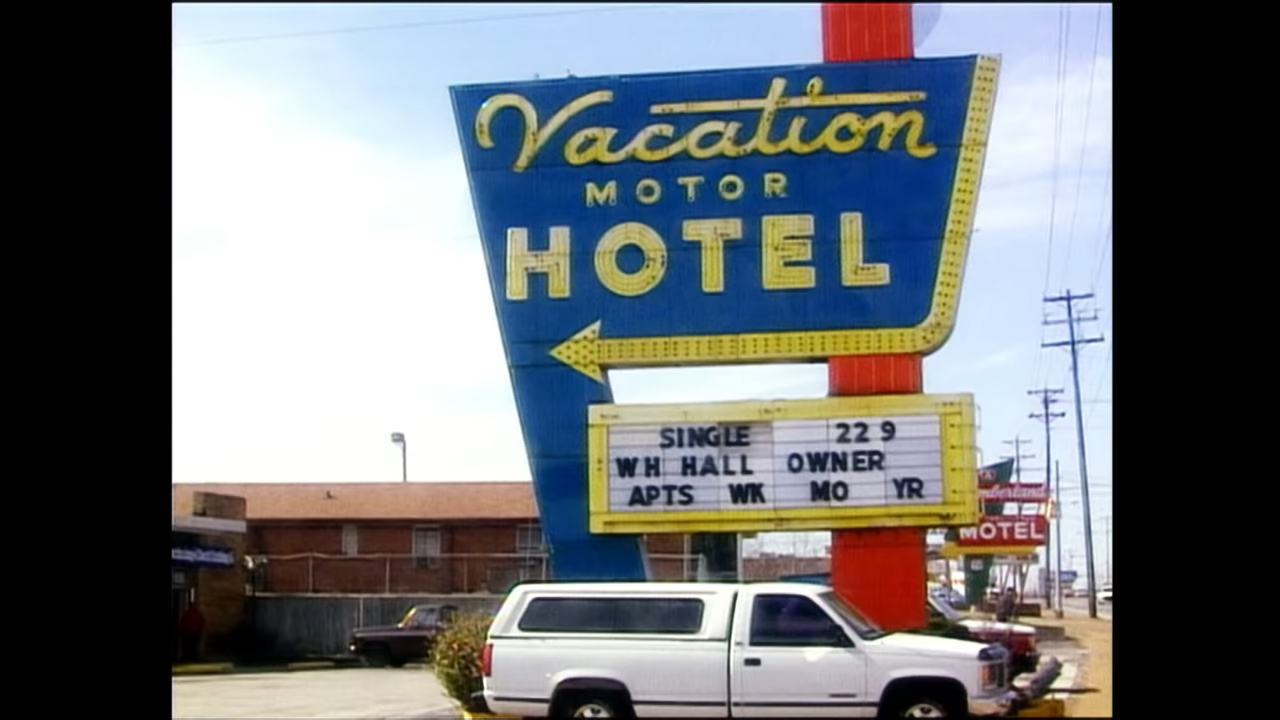 Vacation
MOTOR
HOTEL
SINGLE 22 9
WH HALL OWNER
APTS WK MO YR
MOTEL